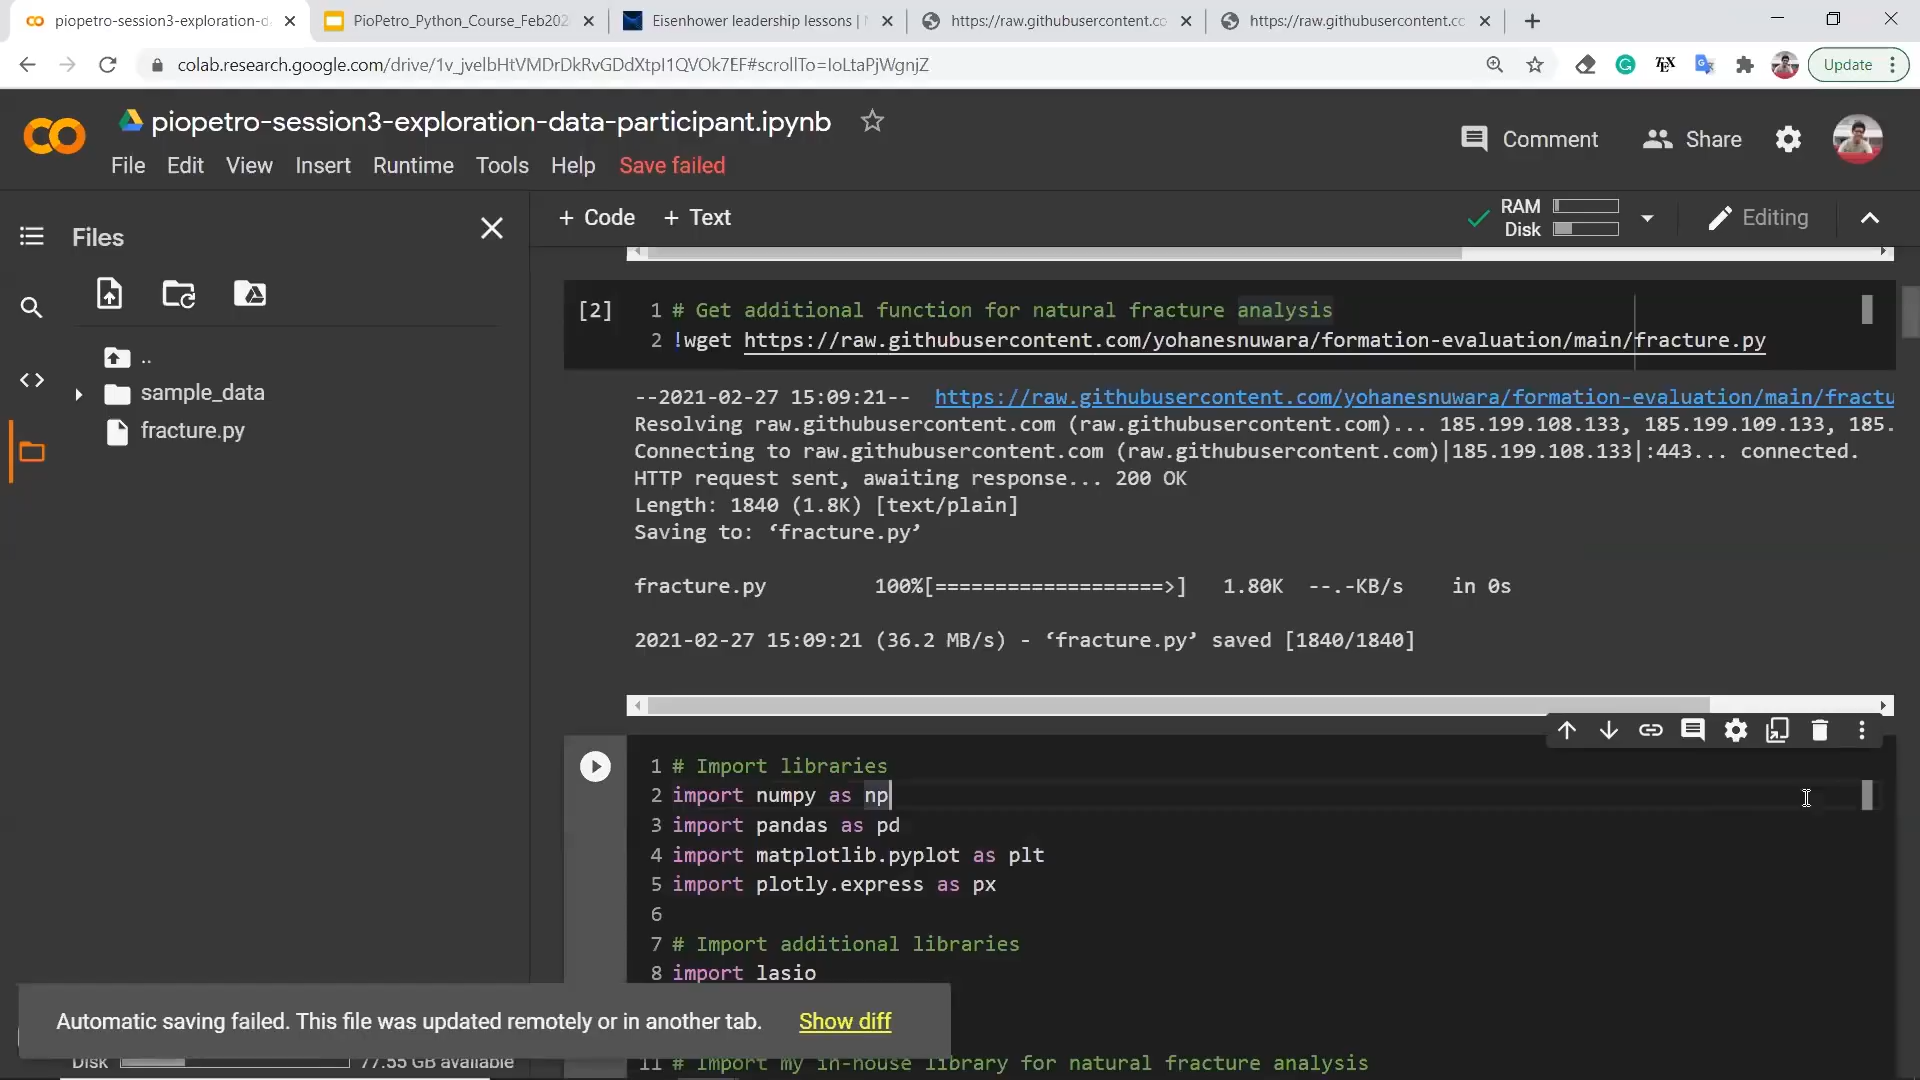 piopetro-session3-exploration-d
PioPetro_Python_Course_Feb202
Eisenhower leadership lessons |
https://raw.githubusercontent.co
https://raw.githubusercontent.cc
colab.research.google.com/drive/1v_jvelbHtVMDrDkRvGDdXtpI1QVOk7EF#scrollTo=IoLtaPjWgnjZ
Update
piopetro-session3-exploration-data-participant.ipynb
Comment
Share
File Edit View Insert Runtime Tools Help Save failed
Files
+ Code + Text
RAM
Disk
Editing
..
sample_data
fracture.py
[2]
1 # Get additional function for natural fracture analysis
2 !wget https://raw.githubusercontent.com/yohanesnuwara/formation-evaluation/main/fracture.py
--2021-02-27 15:09:21-- https://raw.githubusercontent.com/yohanesnuwara/formation-evaluation/main/fractu
Resolving raw.githubusercontent.com (raw.githubusercontent.com)... 185.199.108.133, 185.199.109.133, 185.
Connecting to raw.githubusercontent.com (raw.githubusercontent.com)|185.199.108.133|:443... connected.
HTTP request sent, awaiting response... 200 OK
Length: 1840 (1.8K) [text/plain]
Saving to: ‘fracture.py’
fracture.py 100%[===================>] 1.80K --.-KB/s in 0s
2021-02-27 15:09:21 (36.2 MB/s) - ‘fracture.py’ saved [1840/1840]
1 # Import libraries
2 import numpy as np
3 import pandas as pd
4 import matplotlib.pyplot as plt
5 import plotly.express as px
6
7 # Import additional libraries
8 import lasio
Automatic saving failed. This file was updated remotely or in another tab. Show diff
Disk 77.55 GB available
11 # Import my in-house library for natural fracture analysis